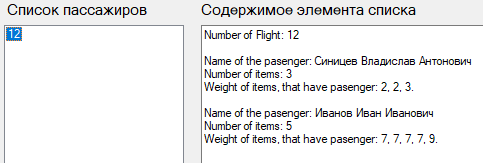 Список пассажиров
Содержимое элемента списка
12
Number of Flight: 12
Name of the pasenger: Синицев Владислав Антонович
Number of items: 3
Weight of items, that have pasenger: 2, 2, 3.
Name of the pasenger: Иванов Иван Иванович
Number of items: 5
Weight of items, that have pasenger: 7, 7, 7, 7, 9.